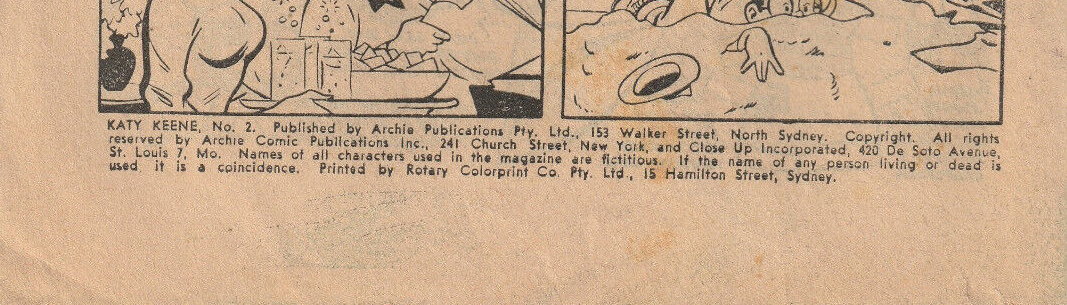 KATY KEENE, No. 2. Published by Archie Publications Pty. Ltd., 153 Walker Street, North Sydney. Copyright. All rights
reserved by Archie Comic Publications Inc., 241 Church Street, New York, and Close Up Incorporated, 420 De Soto Avenue,
St. Louis 7, Mo. Names of all characters used in the magazine are fictitious. If the name of any person living or dead is
used it is a coincidence. Printed by Rotary Colorprint Co. Pty. Ltd., 15 Hamilton Street, Sydney.